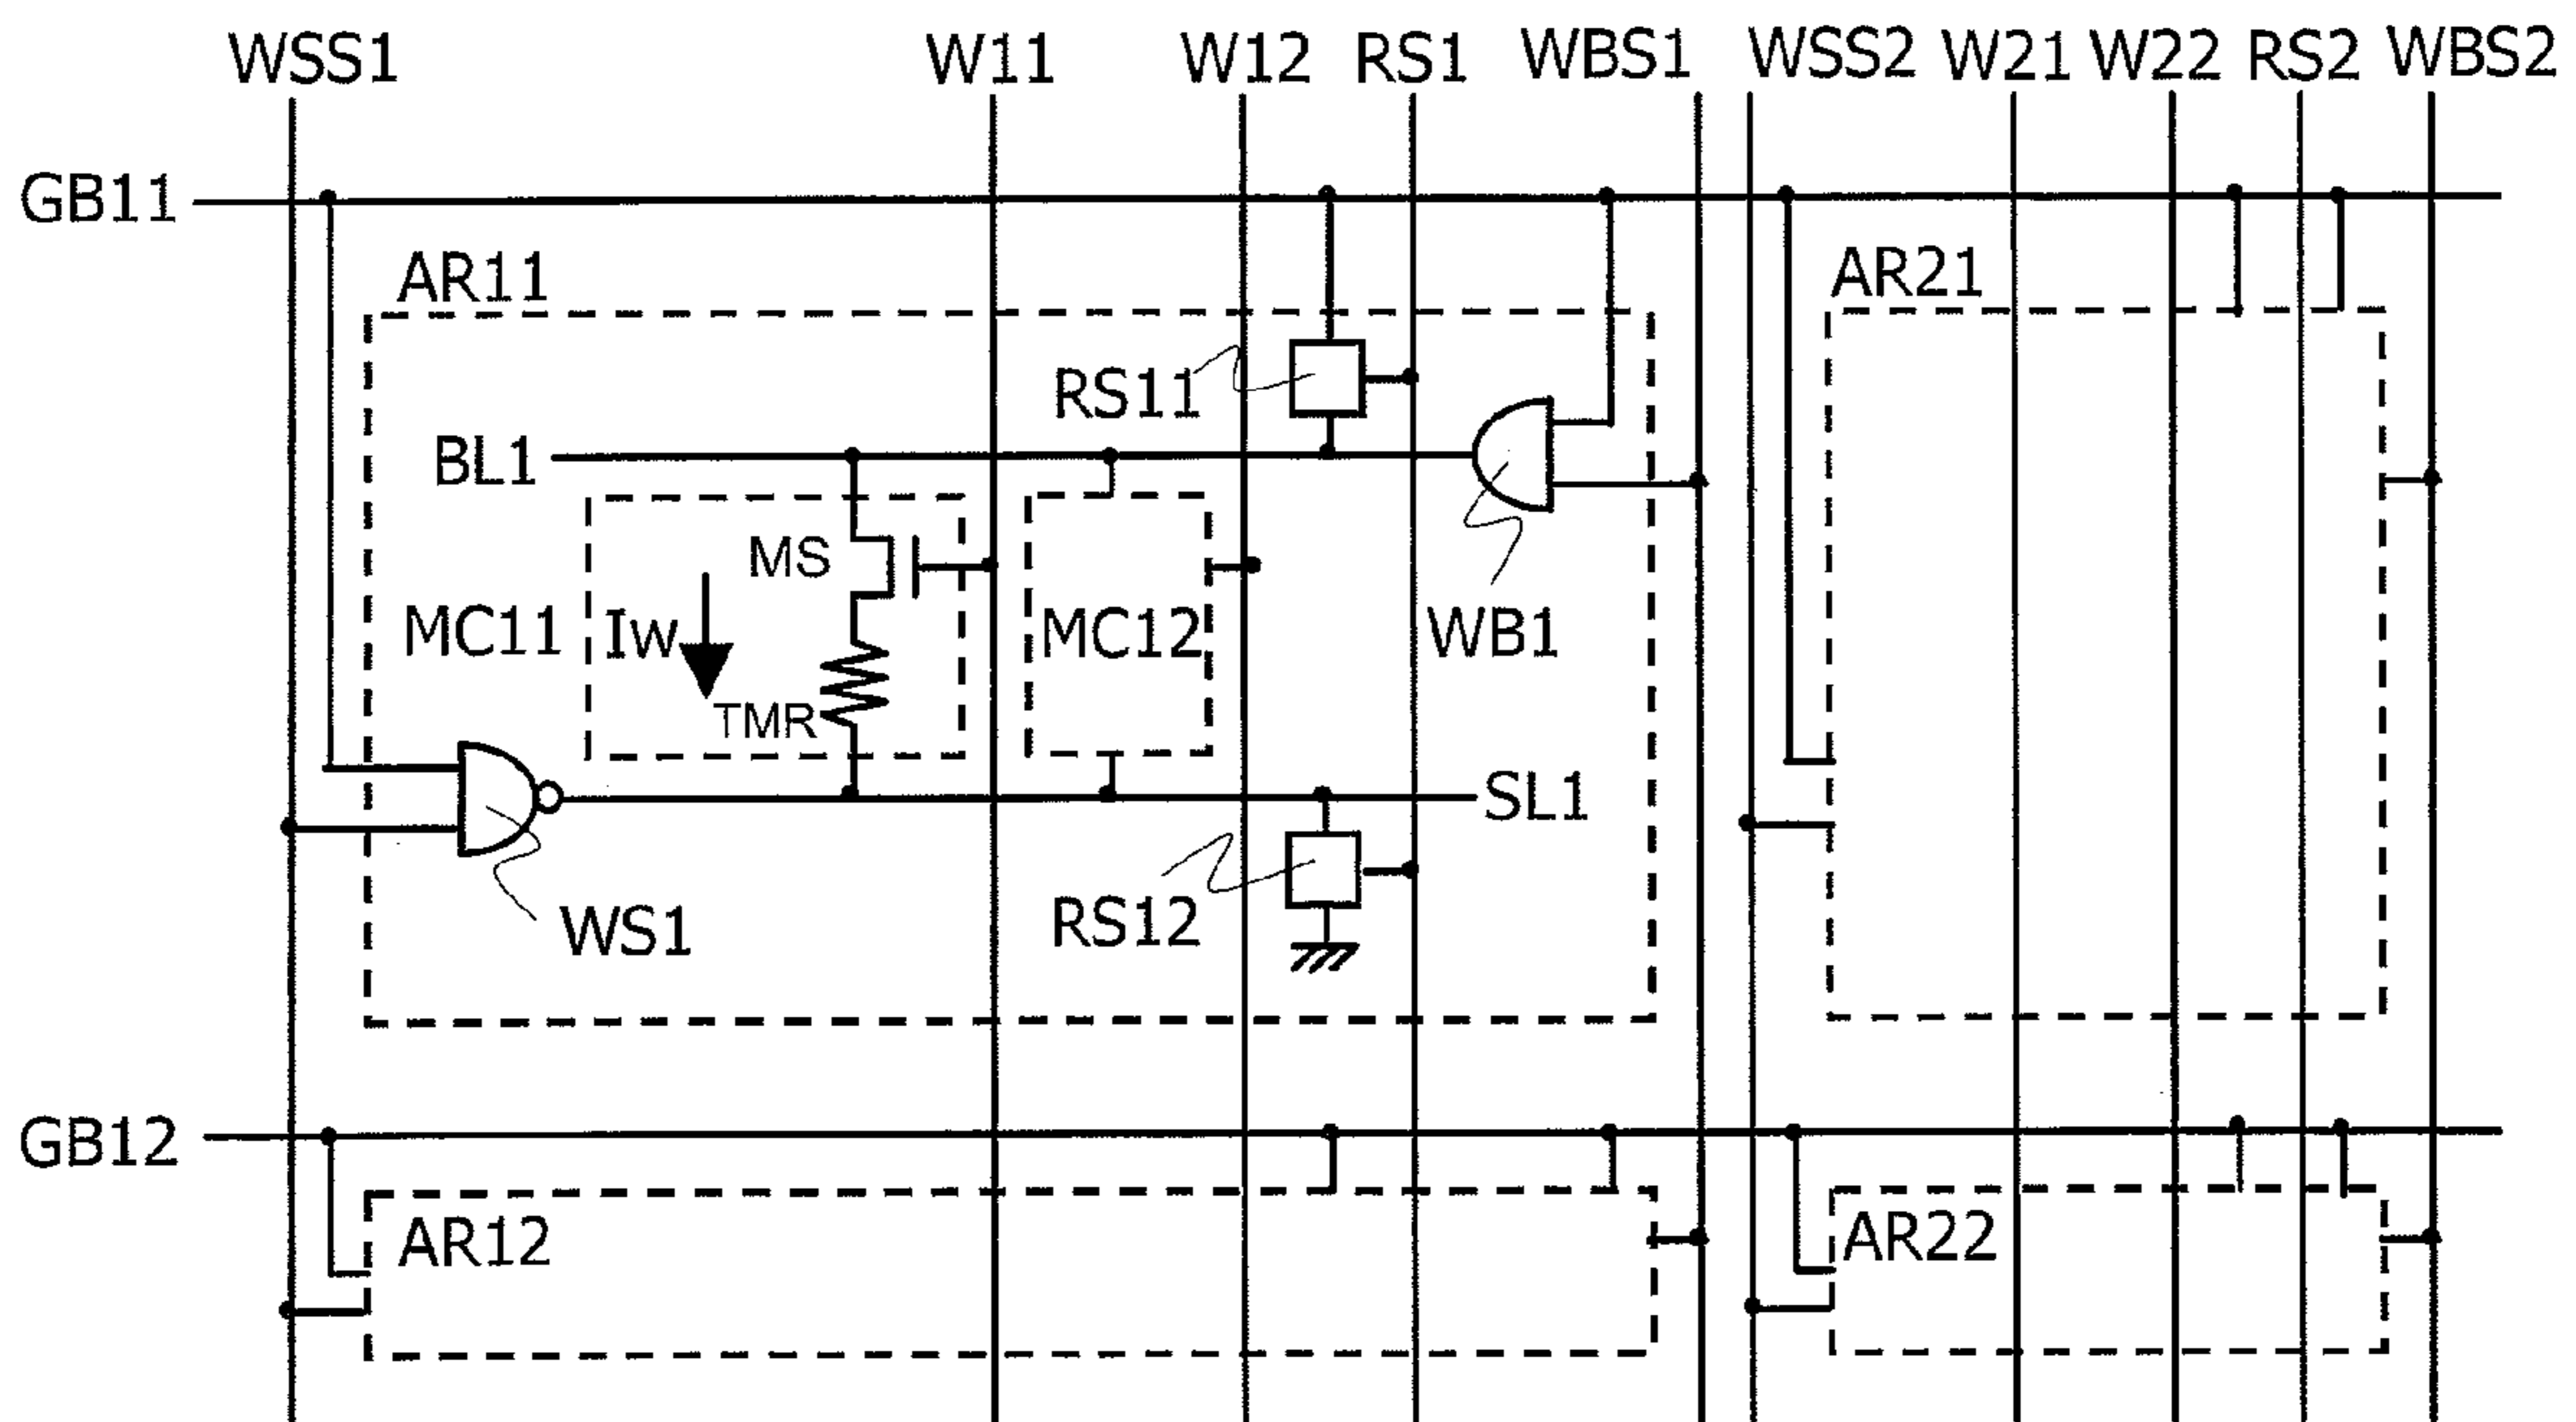 WSS1 W11 W12 RS1 WBS1 WSS2 W21 W22 RS2 WBS2
GB11
AR11
AR21
RS11
BL1
MS
MC11
Iw
MC12
WB1
TMR
SL1
RS12
WS1
GB12
AR12
AR22